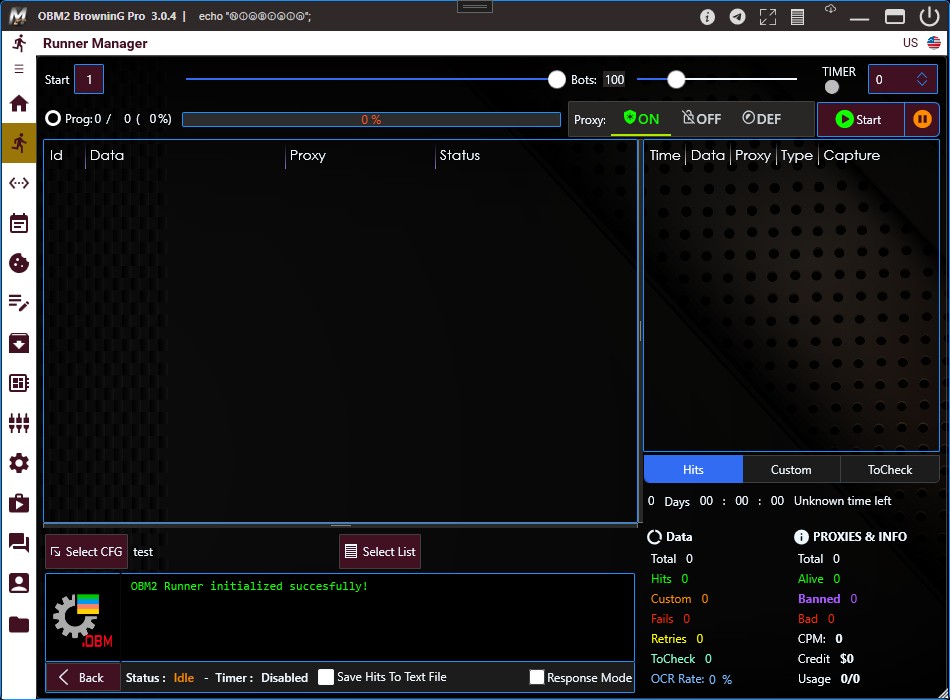 OBM2 BrowninG Pro 3.0.4 |
Runner Manager
US
Start 1
Bots: 100
TIMER
0
Prog: 0 / 0 ( 0%)
0 %
Proxy: ON OFF DEF
Start
Id Data Proxy Status
Time Data Proxy Type Capture
Hits Custom ToCheck
0 Days 00 : 00 : 00 Unknown time left
Select CFG test
Select List
OBM2 Runner initialized succesfully!
.OBM
Data
Total 0
Hits 0
Custom 0
Fails 0
Retries 0
ToCheck 0
OCR Rate: 0 %
PROXIES & INFO
Total 0
Alive 0
Banned 0
Bad 0
CPM: 0
Credit $0
Usage 0/0
Back
Status : Idle - Timer : Disabled
Save Hits To Text File
Response Mode